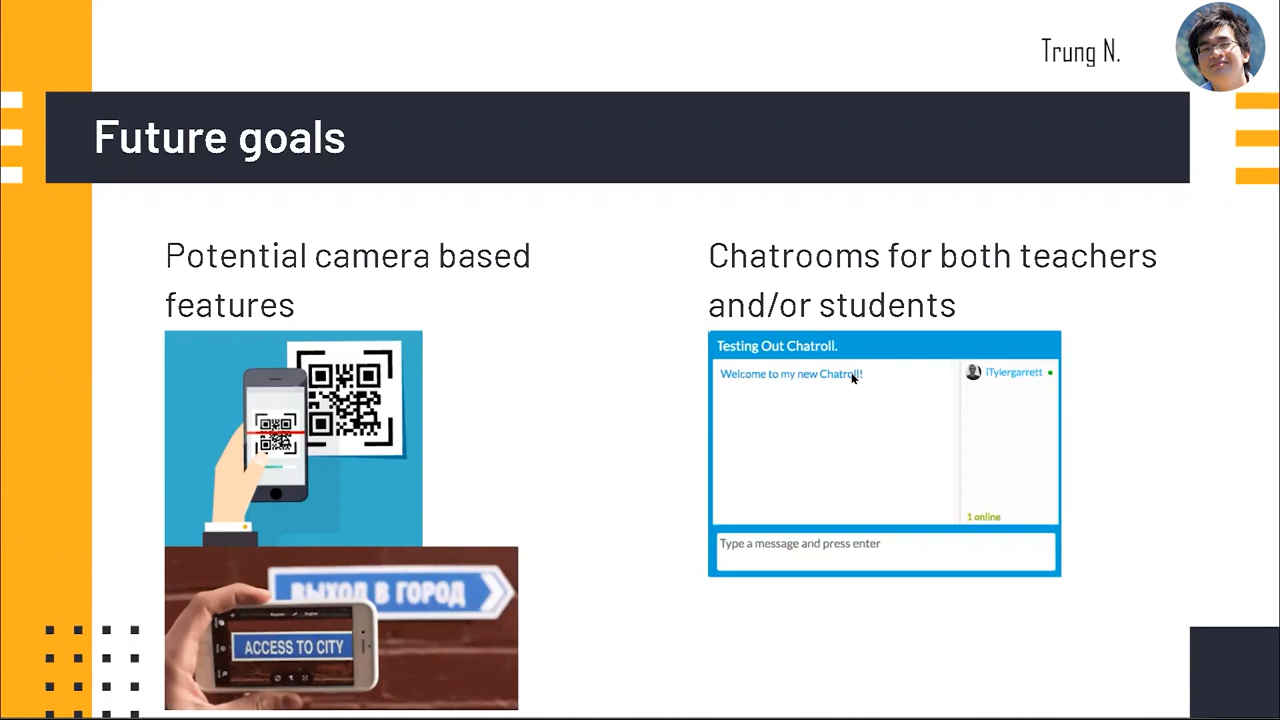 Trung N.
Future goals
Potential camera based
features
Chatrooms for both teachers
and/or students
Testing Out Chatroll.
Welcome to my new Chatroll!
iTylergarrett
1 online
Type a message and press enter
ВЫХОД В ГОРОД
ACCESS TO CITY